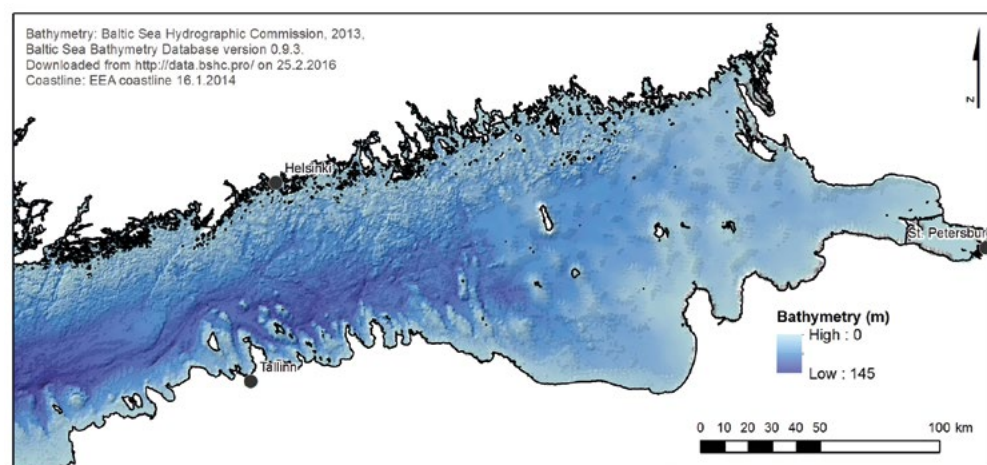 Bathymetry: Baltic Sea Hydrographic Commission, 2013,
Baltic Sea Bathymetry Database version 0.9.3.
Downloaded from http://data.bshc.pro/ on 25.2.2016
Coastline: EEA coastline 16.1.2014
N
Helsinki
St. Petersbur
Tallinn
Bathymetry (m)
High : 0
Low : 145
0 10 20 30 40 50 100 km